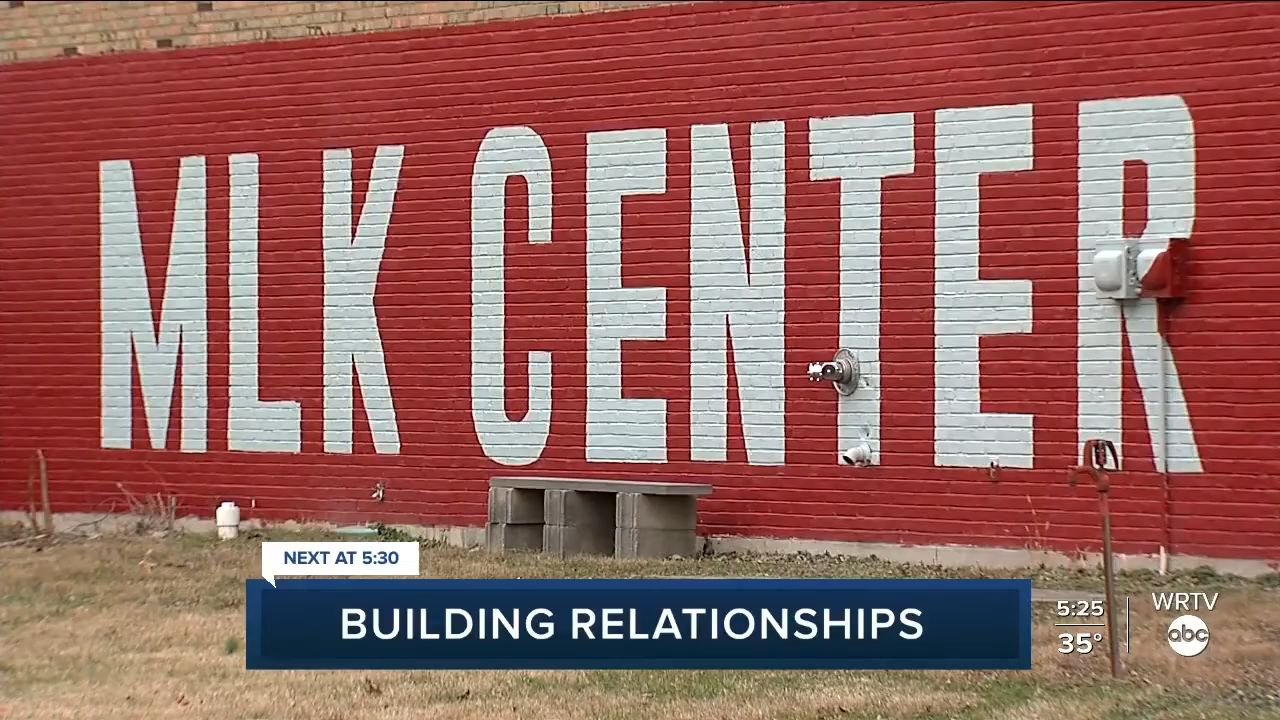 MLK CENTER
NEXT AT 5:30
BUILDING RELATIONSHIPS
5:25
35°
WRTV
abc